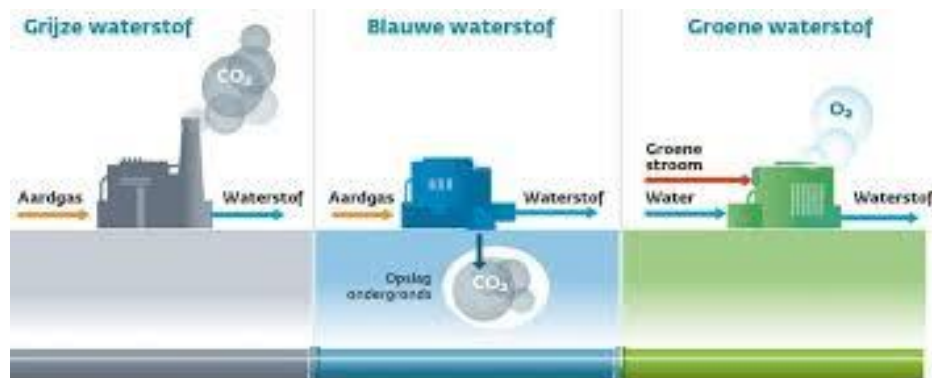 Grijze waterstof
CO₂
Aardgas
Waterstof
Blauwe waterstof
Aardgas
Waterstof
Opslag
ondergronds
CO₂
Groene waterstof
O₂
Groene
stroom
Water
Waterstof